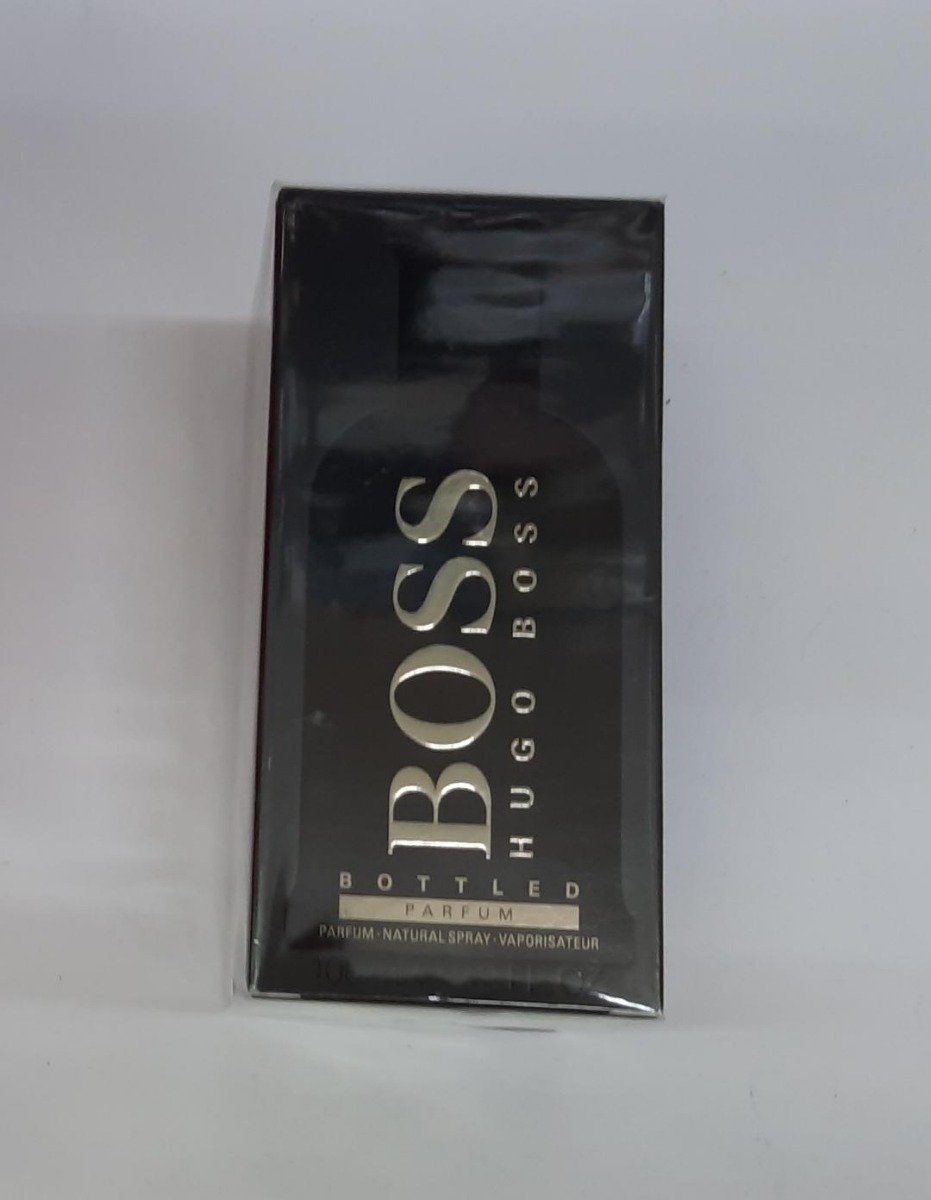 BOSS
HUGO BOSS
BOTTLED
PARFUM
PARFUM·NATURAL SPRAY·VAPORISATEUR